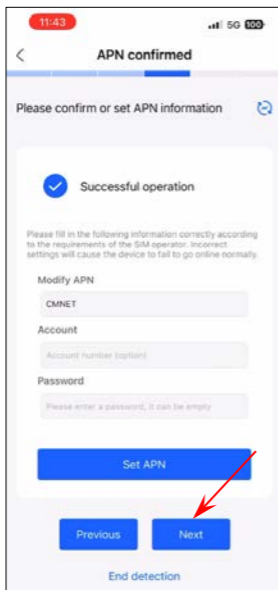 11:43
5G 100
APN confirmed
Please confirm or set APN information
Successful operation
Please fill in the following information correctly according
to the requirements of the SIM operator. Incorrect
settings will cause the device to fail to go online normally.
Modify APN
CMNET
Account
Account number (option)
Password
Please enter a password, it can be empty
Set APN
Previous
Next
End detection